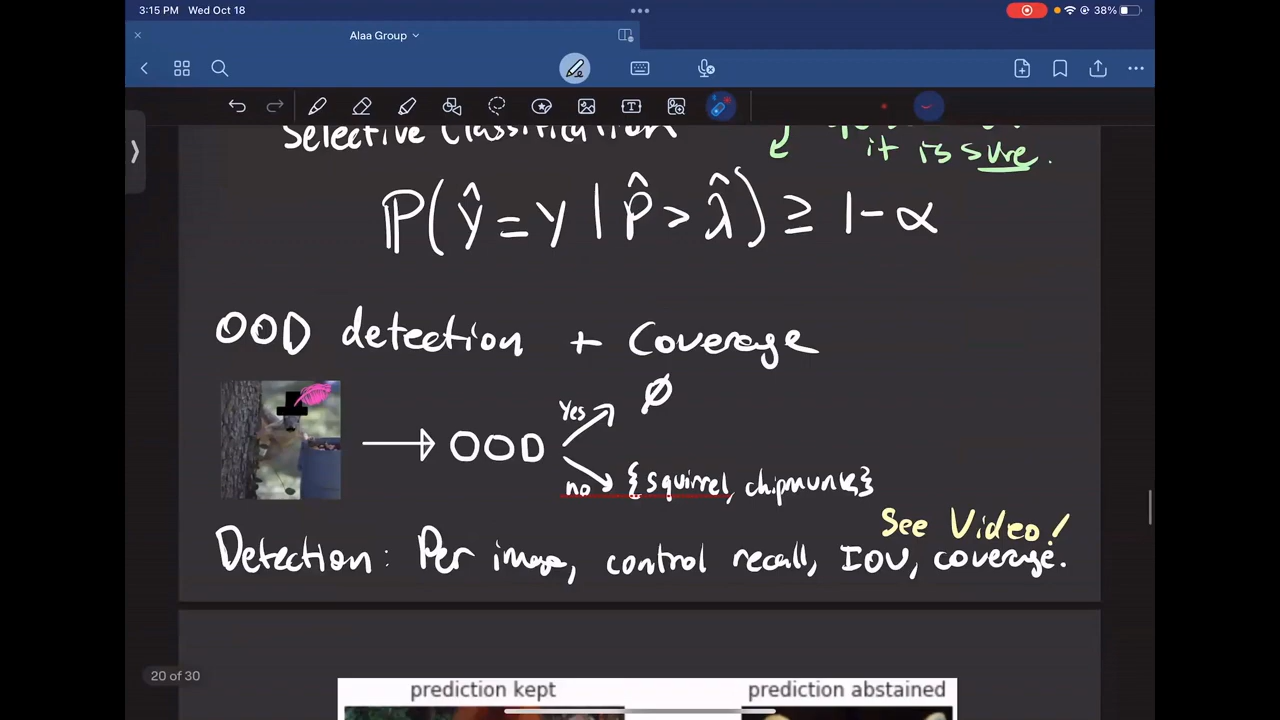 3:15 PM Wed Oct 18
38%
Alaa Group
Selective Classification
it is sure.
ℙ(Ŷ = Y | P̂ > λ̂) ≥ 1 - α
OOD detection + Coverage
Yes
∅
OOD
no {squirrel, chipmunk}
See Video!
Detection: Per image, control recall, IOU, coverage.
20 of 30
prediction kept prediction abstained